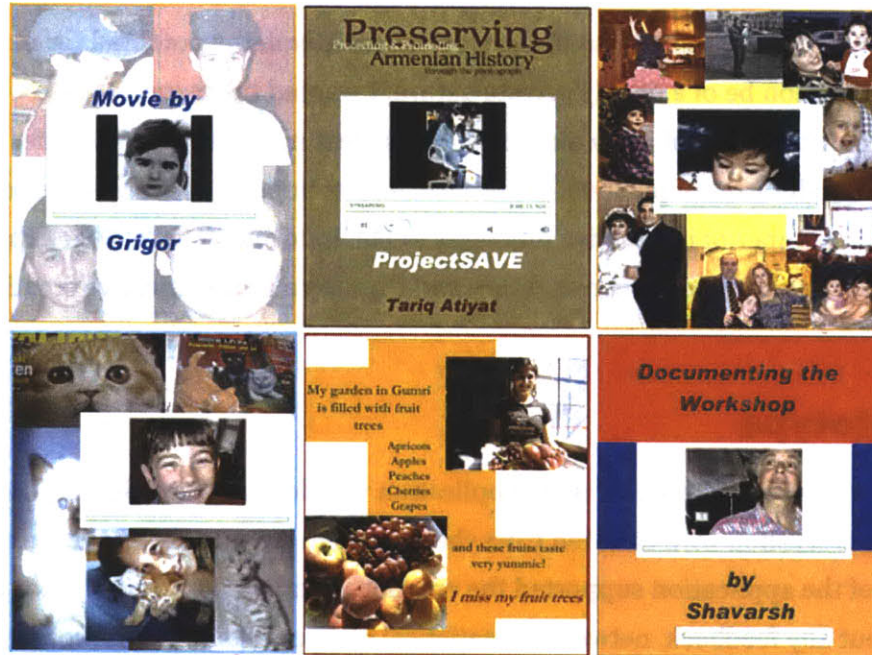 Movie by
Grigor
Preserving
Armenian History
through the photograph
ProjectSAVE
Tariq Atiyat
My garden in Gumri
is filled with fruit
trees
Apricots
Apples
Peaches
Cherries
Grapes
and these fruits taste
very yummie!
I miss my fruit trees
Documenting the
Workshop
by
Shavarsh